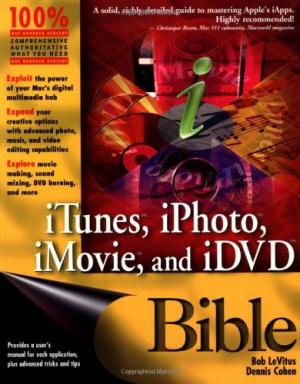 100%
ONE HUNDRED PERCENT
COMPREHENSIVE
AUTHORITATIVE
WHAT YOU NEED
ONE HUNDRED PERCENT
A solid, richly-detailed guide to mastering Apple's iApps.
Highly recommended!
— Christopher Breen, Mac 911 columnist, Macworld magazine
Exploit the power
of your Mac's digital
multimedia hub
Expand your
creative options
with advanced photo,
music, and video
editing capabilities
Explore movie
making, sound
mixing, DVD burning,
and more
i
iTunes,™ iPhoto,™
iMovie,™ and iDVD™
Bible
Bob LeVitus
Dennis Cohen
Provides a user's
manual for each application,
plus advanced tricks and tips